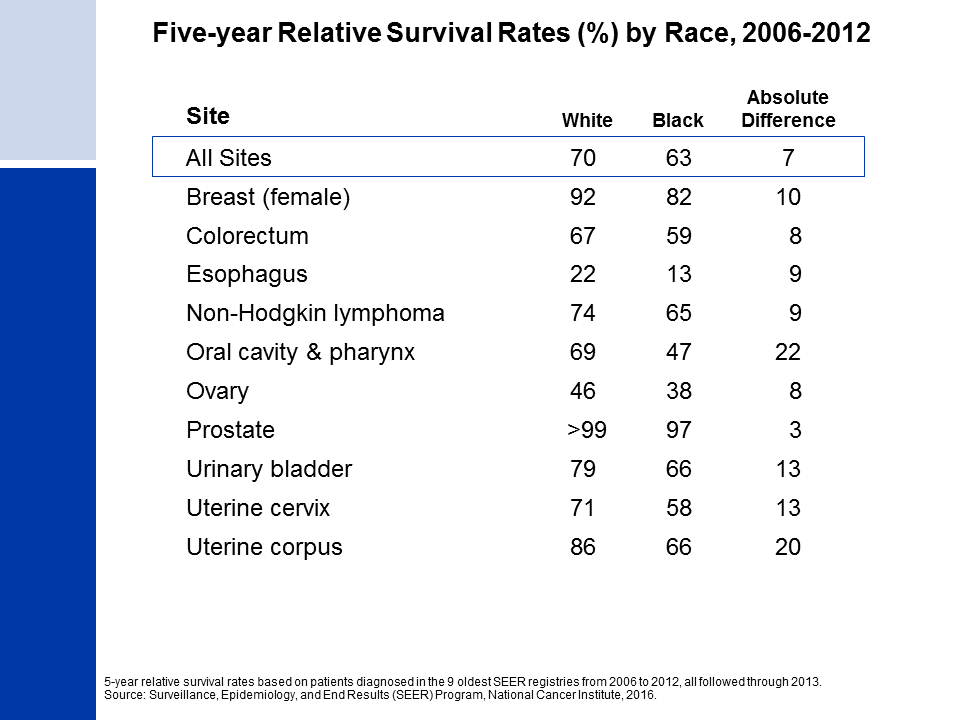 Five-year Relative Survival Rates (%) by Race, 2006-2012
Site White Black Absolute Difference
All Sites 70 63 7
Breast (female) 92 82 10
Colorectum 67 59 8
Esophagus 22 13 9
Non-Hodgkin lymphoma 74 65 9
Oral cavity & pharynx 69 47 22
Ovary 46 38 8
Prostate >99 97 3
Urinary bladder 79 66 13
Uterine cervix 71 58 13
Uterine corpus 86 66 20
5-year relative survival rates based on patients diagnosed in the 9 oldest SEER registries from 2006 to 2012, all followed through 2013.
Source: Surveillance, Epidemiology, and End Results (SEER) Program, National Cancer Institute, 2016.